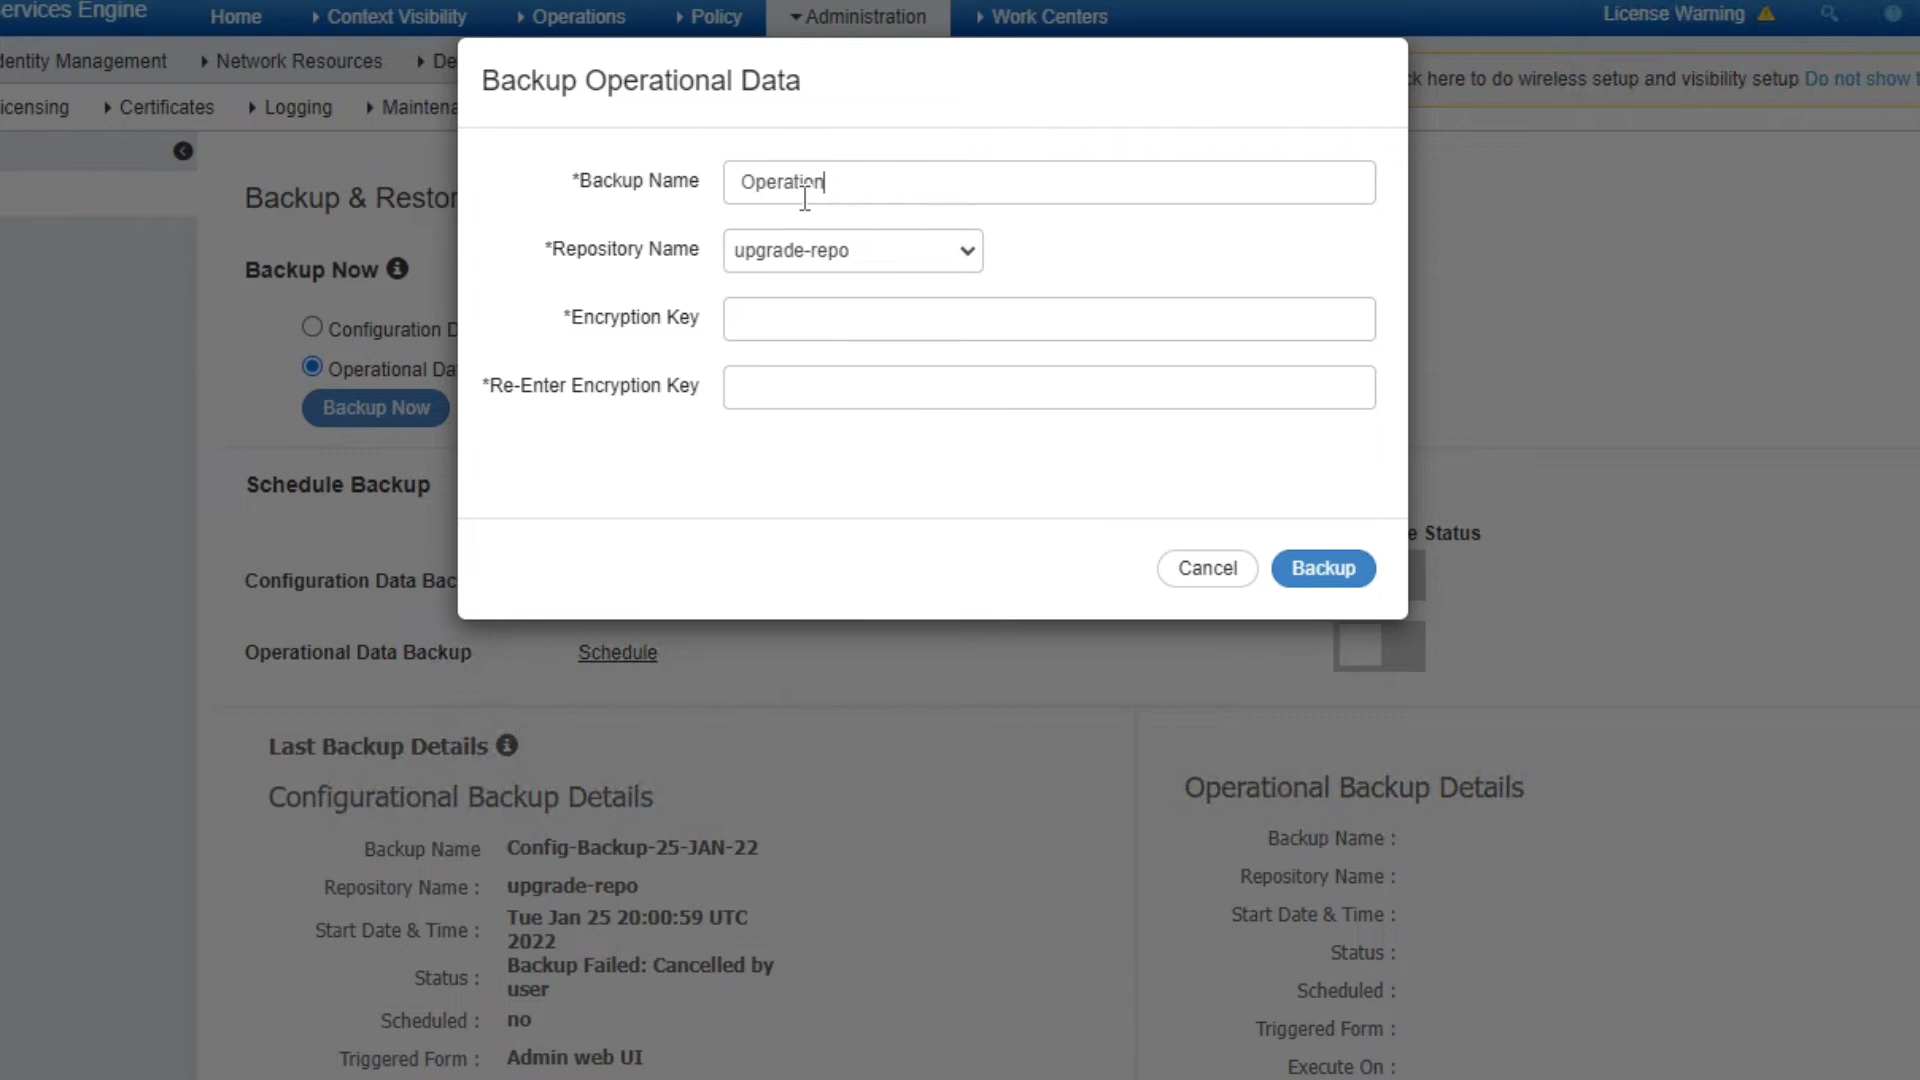 Services Engine
Home
Context Visibility
Operations
Policy
Administration
Work Centers
License Warning
dentity Management
Network Resources
De
ck here to do wireless setup and visibility setup Do not show t
icensing
Certificates
Logging
Maintena
Backup Operational Data
*Backup Name
Operation
*Repository Name
upgrade-repo
*Encryption Key
*Re-Enter Encryption Key
Cancel
Backup
Backup & Restor
Backup Now
Configuration D
Operational Da
Backup Now
Schedule Backup
e Status
Configuration Data Bac
Operational Data Backup
Schedule
Last Backup Details
Configurational Backup Details
Backup Name
Config-Backup-25-JAN-22
Repository Name :
upgrade-repo
Start Date & Time :
Tue Jan 25 20:00:59 UTC
2022
Status :
Backup Failed: Cancelled by
user
Scheduled :
no
Triggered Form :
Admin web UI
Operational Backup Details
Backup Name :
Repository Name :
Start Date & Time :
Status :
Scheduled :
Triggered Form :
Execute On :